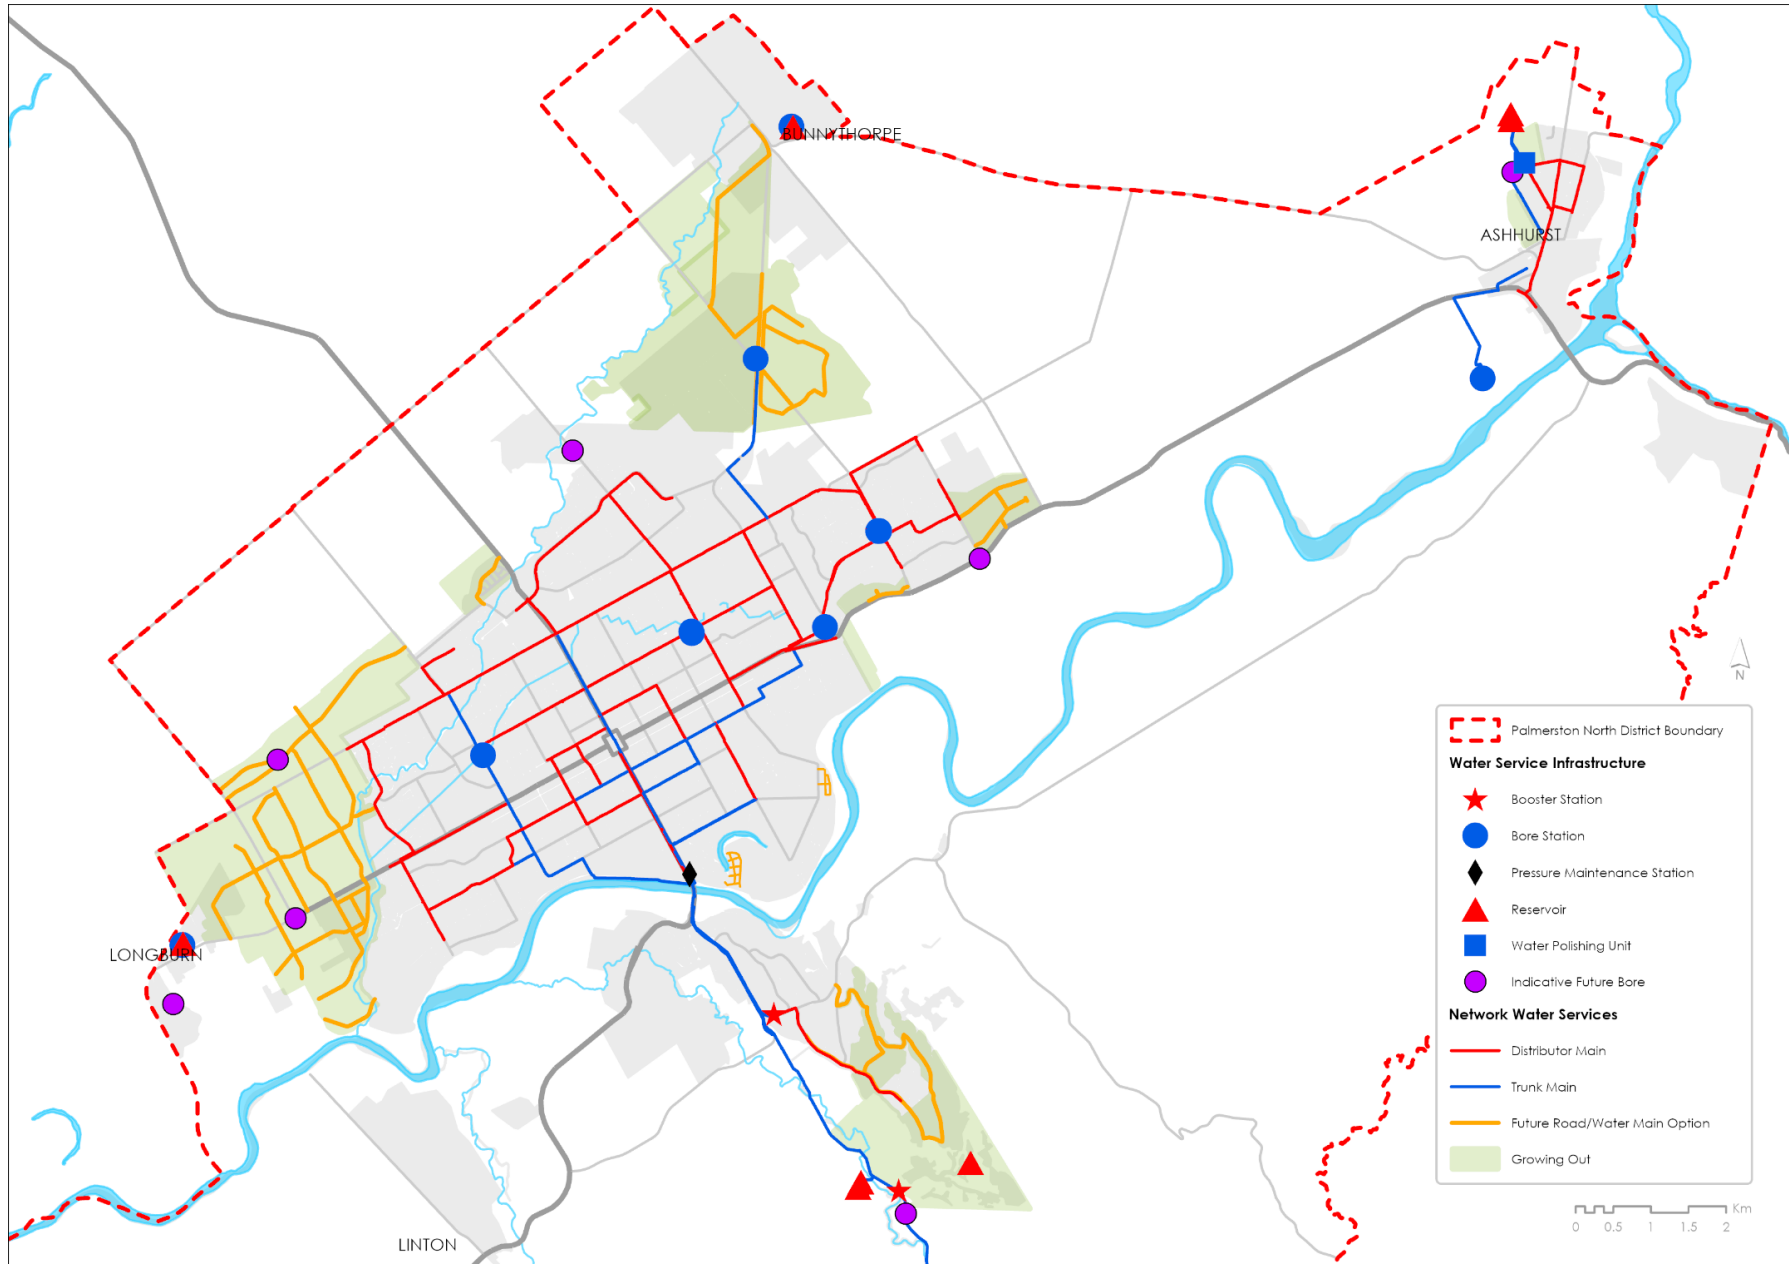 BUNNYTHORPE
ASHHURST
LONGBURN
LINTON
N
Palmerston North District Boundary
Water Service Infrastructure
Booster Station
Bore Station
Pressure Maintenance Station
Reservoir
Water Polishing Unit
Indicative Future Bore
Network Water Services
Distributor Main
Trunk Main
Future Road/Water Main Option
Growing Out
Km
0 0.5 1 1.5 2